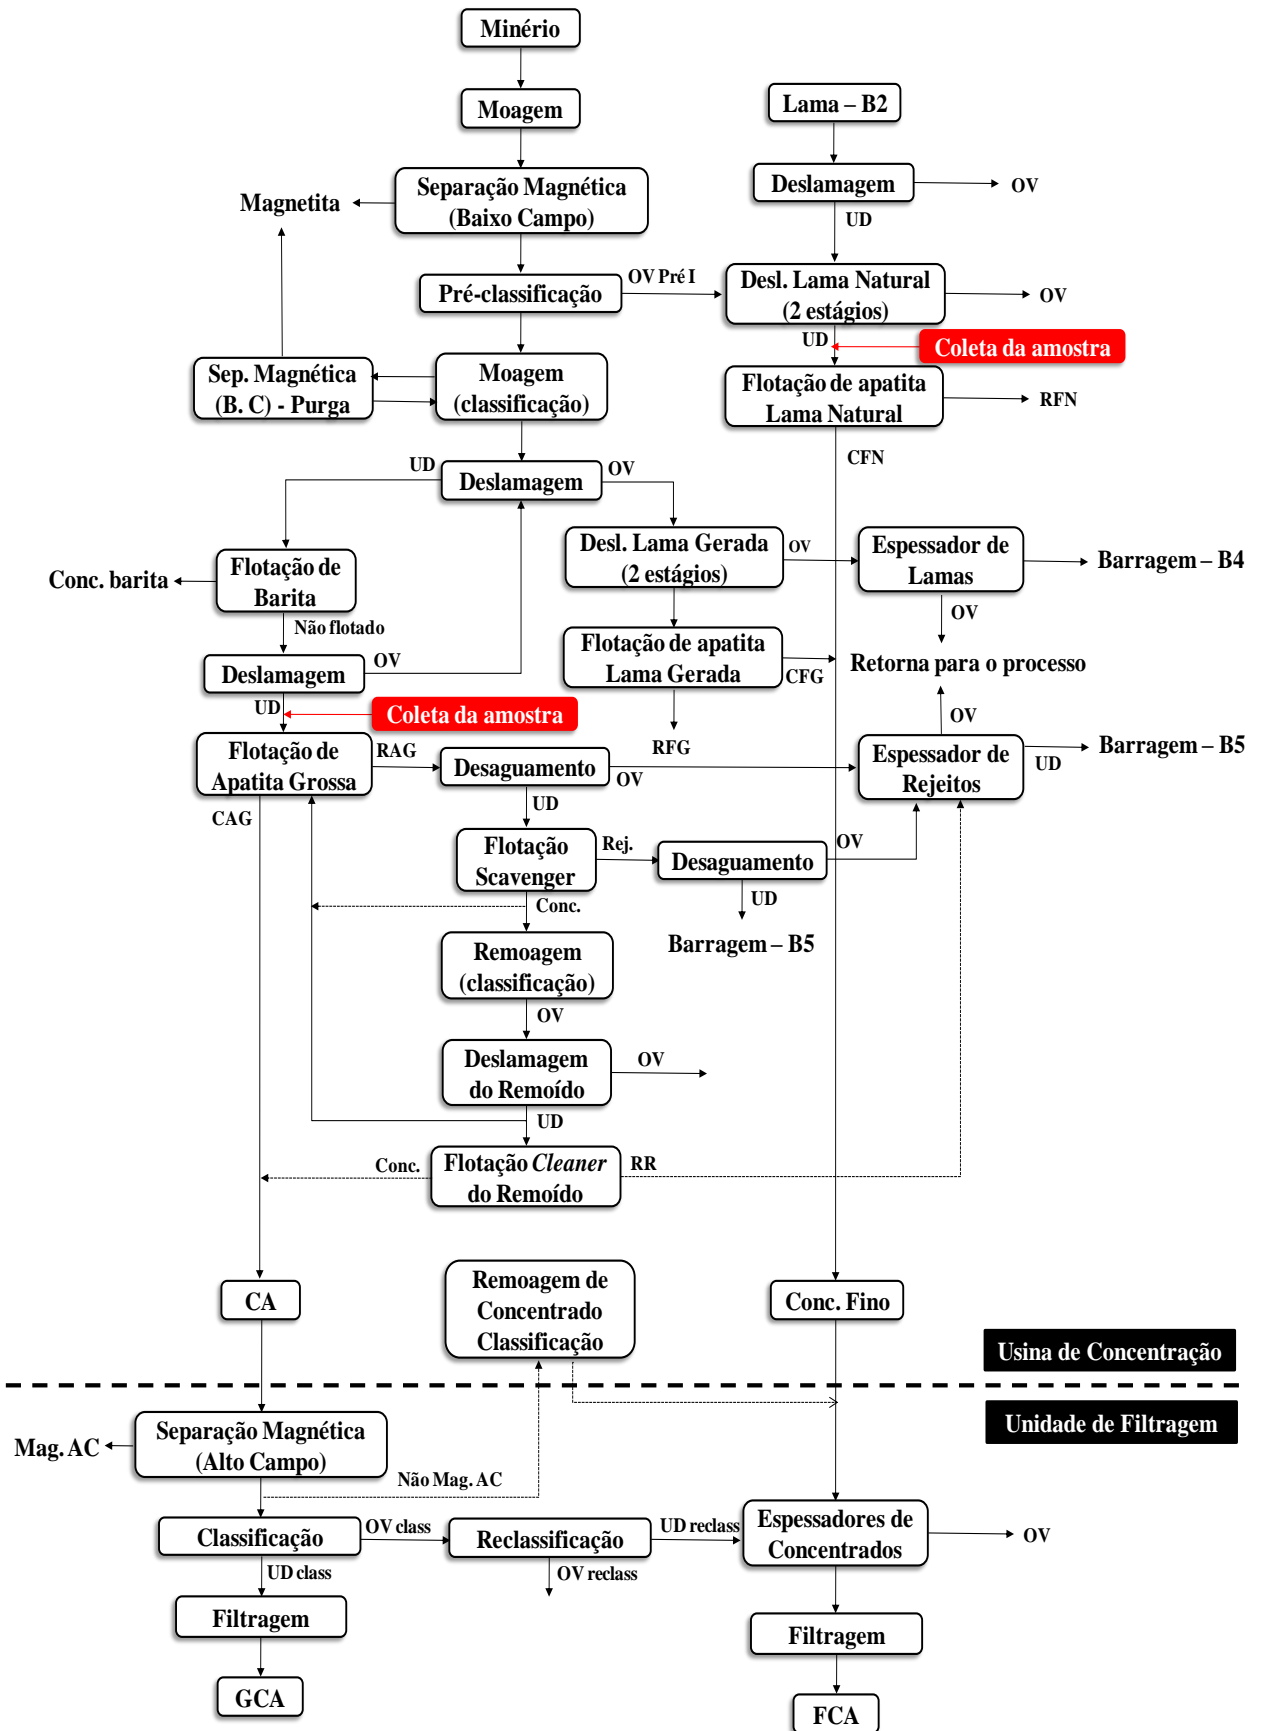 Minério
Moagem
Lama – B2
Separação Magnética
(Baixo Campo)
Magnetita
Deslamagem
OV
UD
Pré-classificação
OV Pré I
Desl. Lama Natural
(2 estágios)
OV
UD
Coleta da amostra
Sep. Magnética
(B. C) - Purga
Moagem
(classificação)
Flotação de apatita
Lama Natural
RFN
CFN
UD
Deslamagem
OV
Desl. Lama Gerada
(2 estágios)
OV
Espessador de
Lamas
Barragem – B4
OV
Conc. barita
Flotação de
Barita
Não flotado
Flotação de apatita
Lama Gerada
CFG
RFG
Retorna para o processo
Deslamagem
OV
UD
Coleta da amostra
OV
Flotação de
Apatita Grossa
RAG
Desaguamento
OV
Espessador de
Rejeitos
Barragem – B5
UD
CAG
UD
Flotação
Scavenger
Rej.
Desaguamento
OV
UD
Barragem – B5
Conc.
Remoagem
(classificação)
OV
Deslamagem
do Remoído
OV
UD
Conc.
Flotação Cleaner
do Remoído
RR
CA
Remoagem de
Concentrado
Classificação
Conc. Fino
Usina de Concentração
Unidade de Filtragem
Mag. AC
Separação Magnética
(Alto Campo)
Não Mag. AC
Classificação
OV class
Reclassificação
UD reclass
Espessadores de
Concentrados
OV
UD class
OV reclass
Filtragem
Filtragem
GCA
FCA